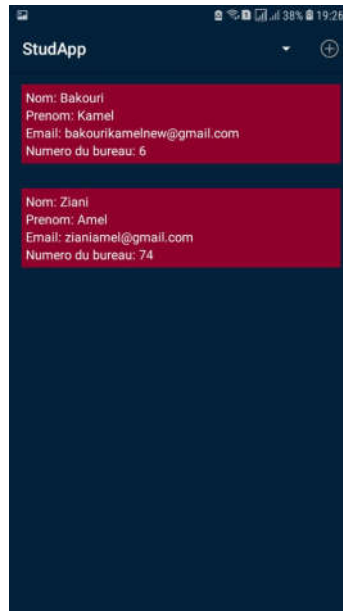 38% 19:26
StudApp
Nom: Bakouri
Prenom: Kamel
Email: bakourikamelnew@gmail.com
Numero du bureau: 6
Nom: Ziani
Prenom: Amel
Email: zianiamel@gmail.com
Numero du bureau: 74